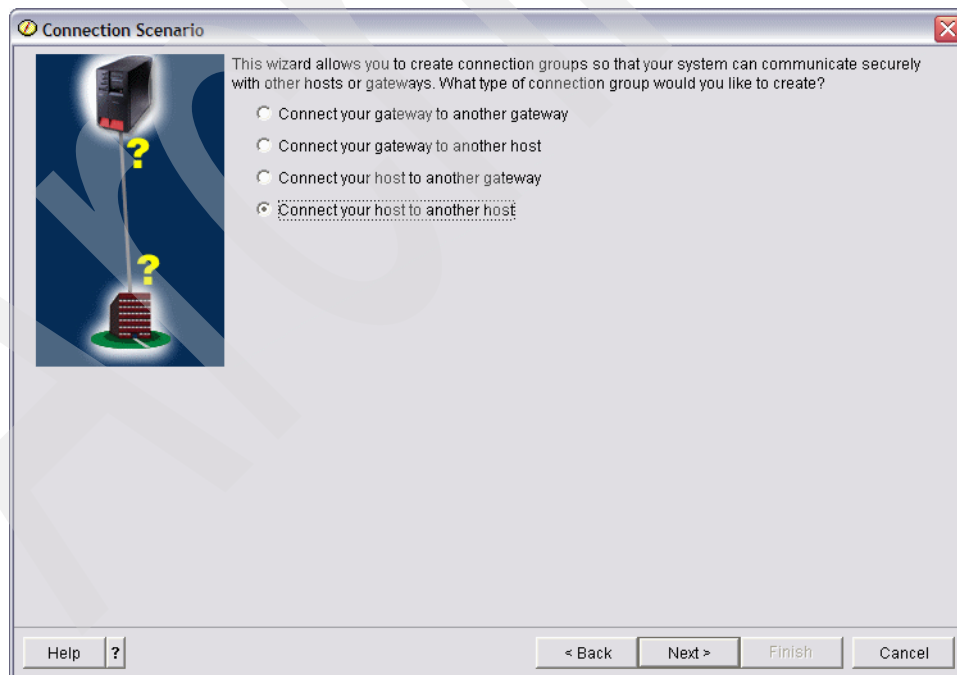 Connection Scenario
This wizard allows you to create connection groups so that your system can communicate securely
with other hosts or gateways. What type of connection group would you like to create?
Connect your gateway to another gateway
Connect your gateway to another host
Connect your host to another gateway
Connect your host to another host
?
?
Help ? < Back Next > Finish Cancel